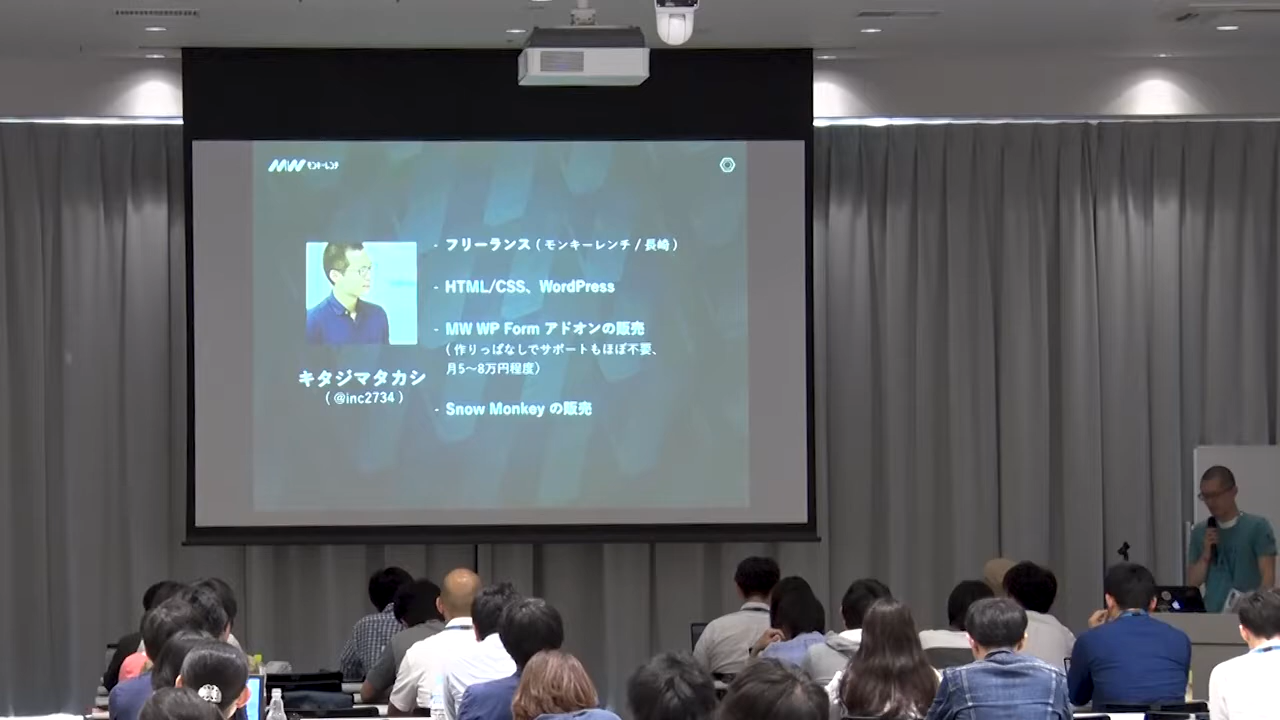 MW モンキーレンチ
- フリーランス ( モンキーレンチ / 長崎 )
- HTML/CSS、WordPress
- MW WP Form アドオンの販売
( 作りっぱなしでサポートもほぼ不要、
月5〜8万円程度)
- Snow Monkey の販売
キタジマタカシ
( @inc2734 )